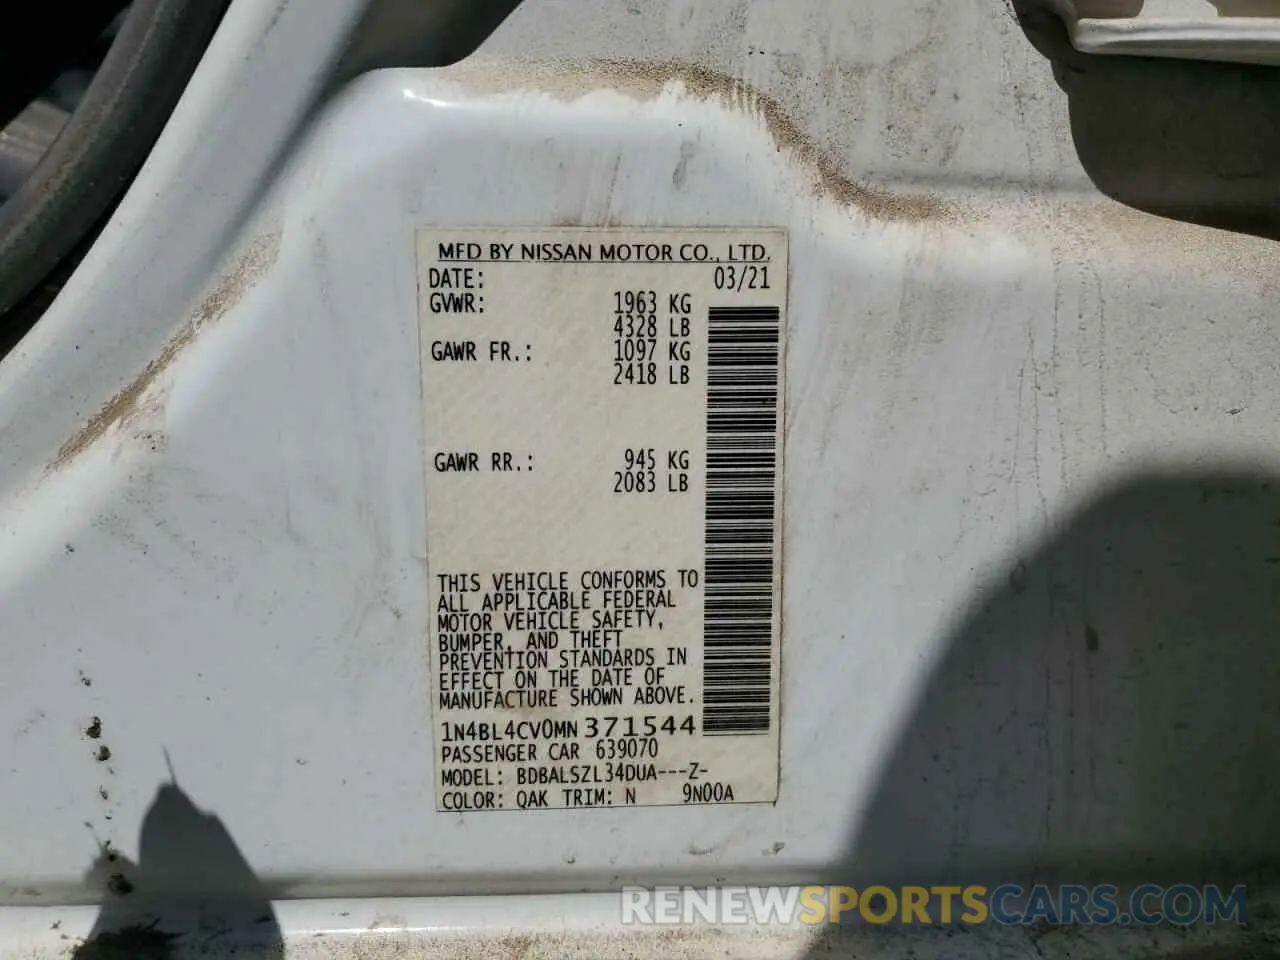 MFD BY NISSAN MOTOR CO., LTD.
DATE: 03/21
GVWR: 1963 KG
4328 LB
GAWR FR.: 1097 KG
2418 LB
GAWR RR.: 945 KG
2083 LB
THIS VEHICLE CONFORMS TO
ALL APPLICABLE FEDERAL
MOTOR VEHICLE SAFETY,
BUMPER, AND THEFT
PREVENTION STANDARDS IN
EFFECT ON THE DATE OF
MANUFACTURE SHOWN ABOVE.
1N4BL4CV0MN371544
PASSENGER CAR 639070
MODEL: BDBALSZL34DUA---Z-
COLOR: QAK TRIM: N 9N00A
RENEWSPORTSCARS.COM